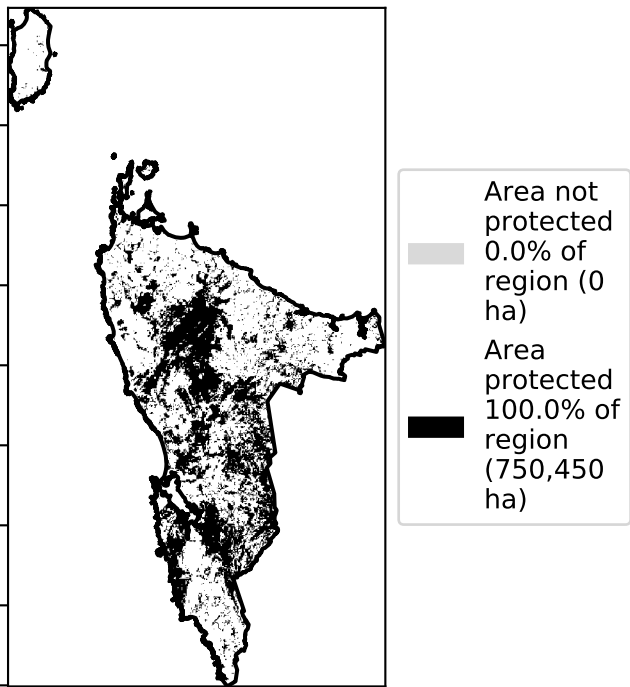 Area not
protected
0.0% of
region (0
ha)
Area
protected
100.0% of
region
(750,450
ha)